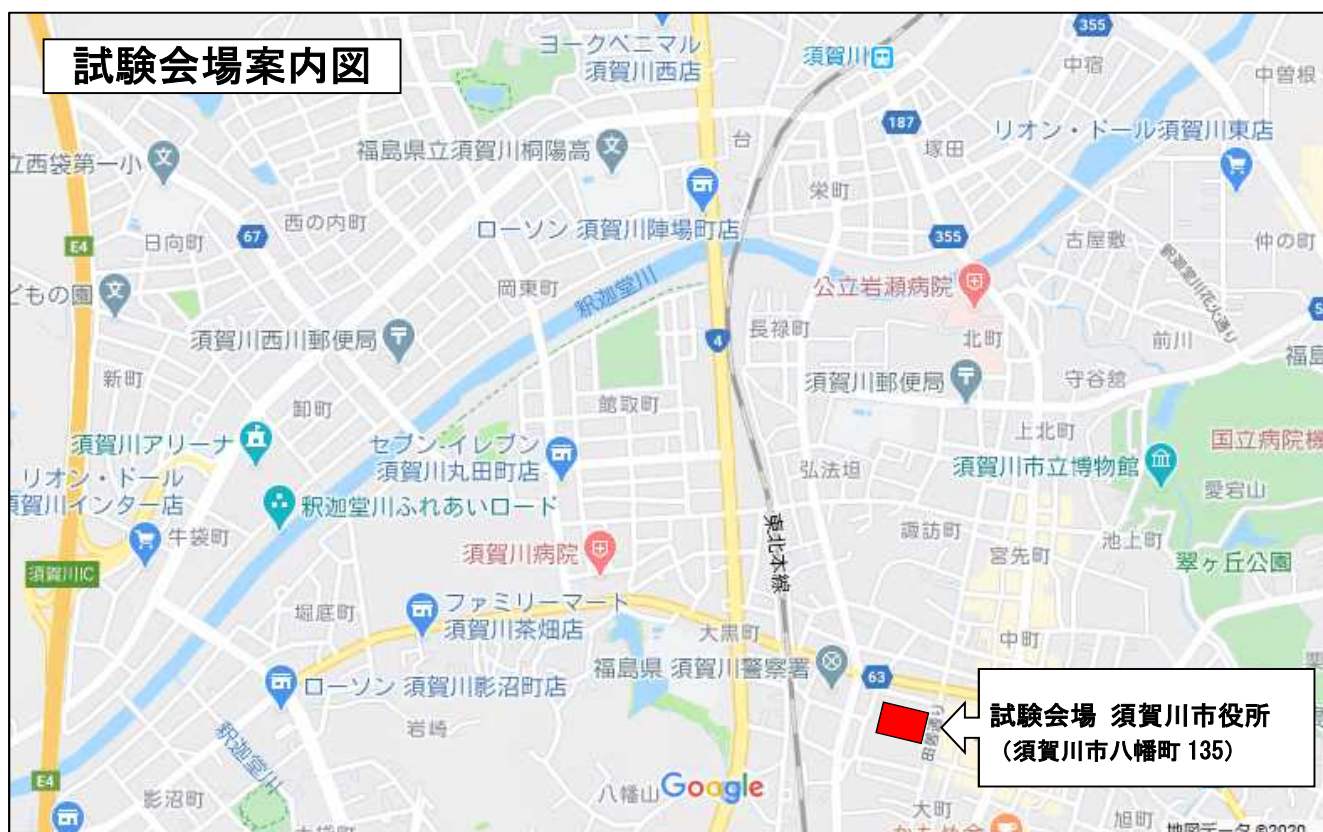 試験会場案内図
ヨークベニマル
須賀川西店
須賀川
355
中宿
中曽根
187
リオン・ドール須賀川東店
塚田
台
福島県立須賀川桐陽高
立西袋第一小
栄町
西の内町
ローソン 須賀川陣場町店
67
日向町
E4
355
古屋敷
仲の町
釈迦堂川花火通り
どもの園
岡東町
釈迦堂川
公立岩瀬病院
長禄町
北町
前川
4
須賀川西川郵便局
福島
新町
須賀川郵便局
守谷舘
卸町
館取町
上北町
須賀川アリーナ
セブン-イレブン
須賀川丸田町店
弘法坦
須賀川市立博物館
国立病院機
愛宕山
リオン・ドール
須賀川インター店
釈迦堂川ふれあいロード
東北本線
諏訪町
宮先町
池上町
牛袋町
須賀川病院
翠ヶ丘公園
須賀川IC
堀底町
ファミリーマート
須賀川茶畑店
大黒町
中町
福島県 須賀川警察署
63
ローソン 須賀川影沼町店
岩崎
試験会場 須賀川市役所
(須賀川市八幡町 135)
釈迦堂川
E4
影沼町
八幡山
Google
大町
旭町
地図データ ©2020